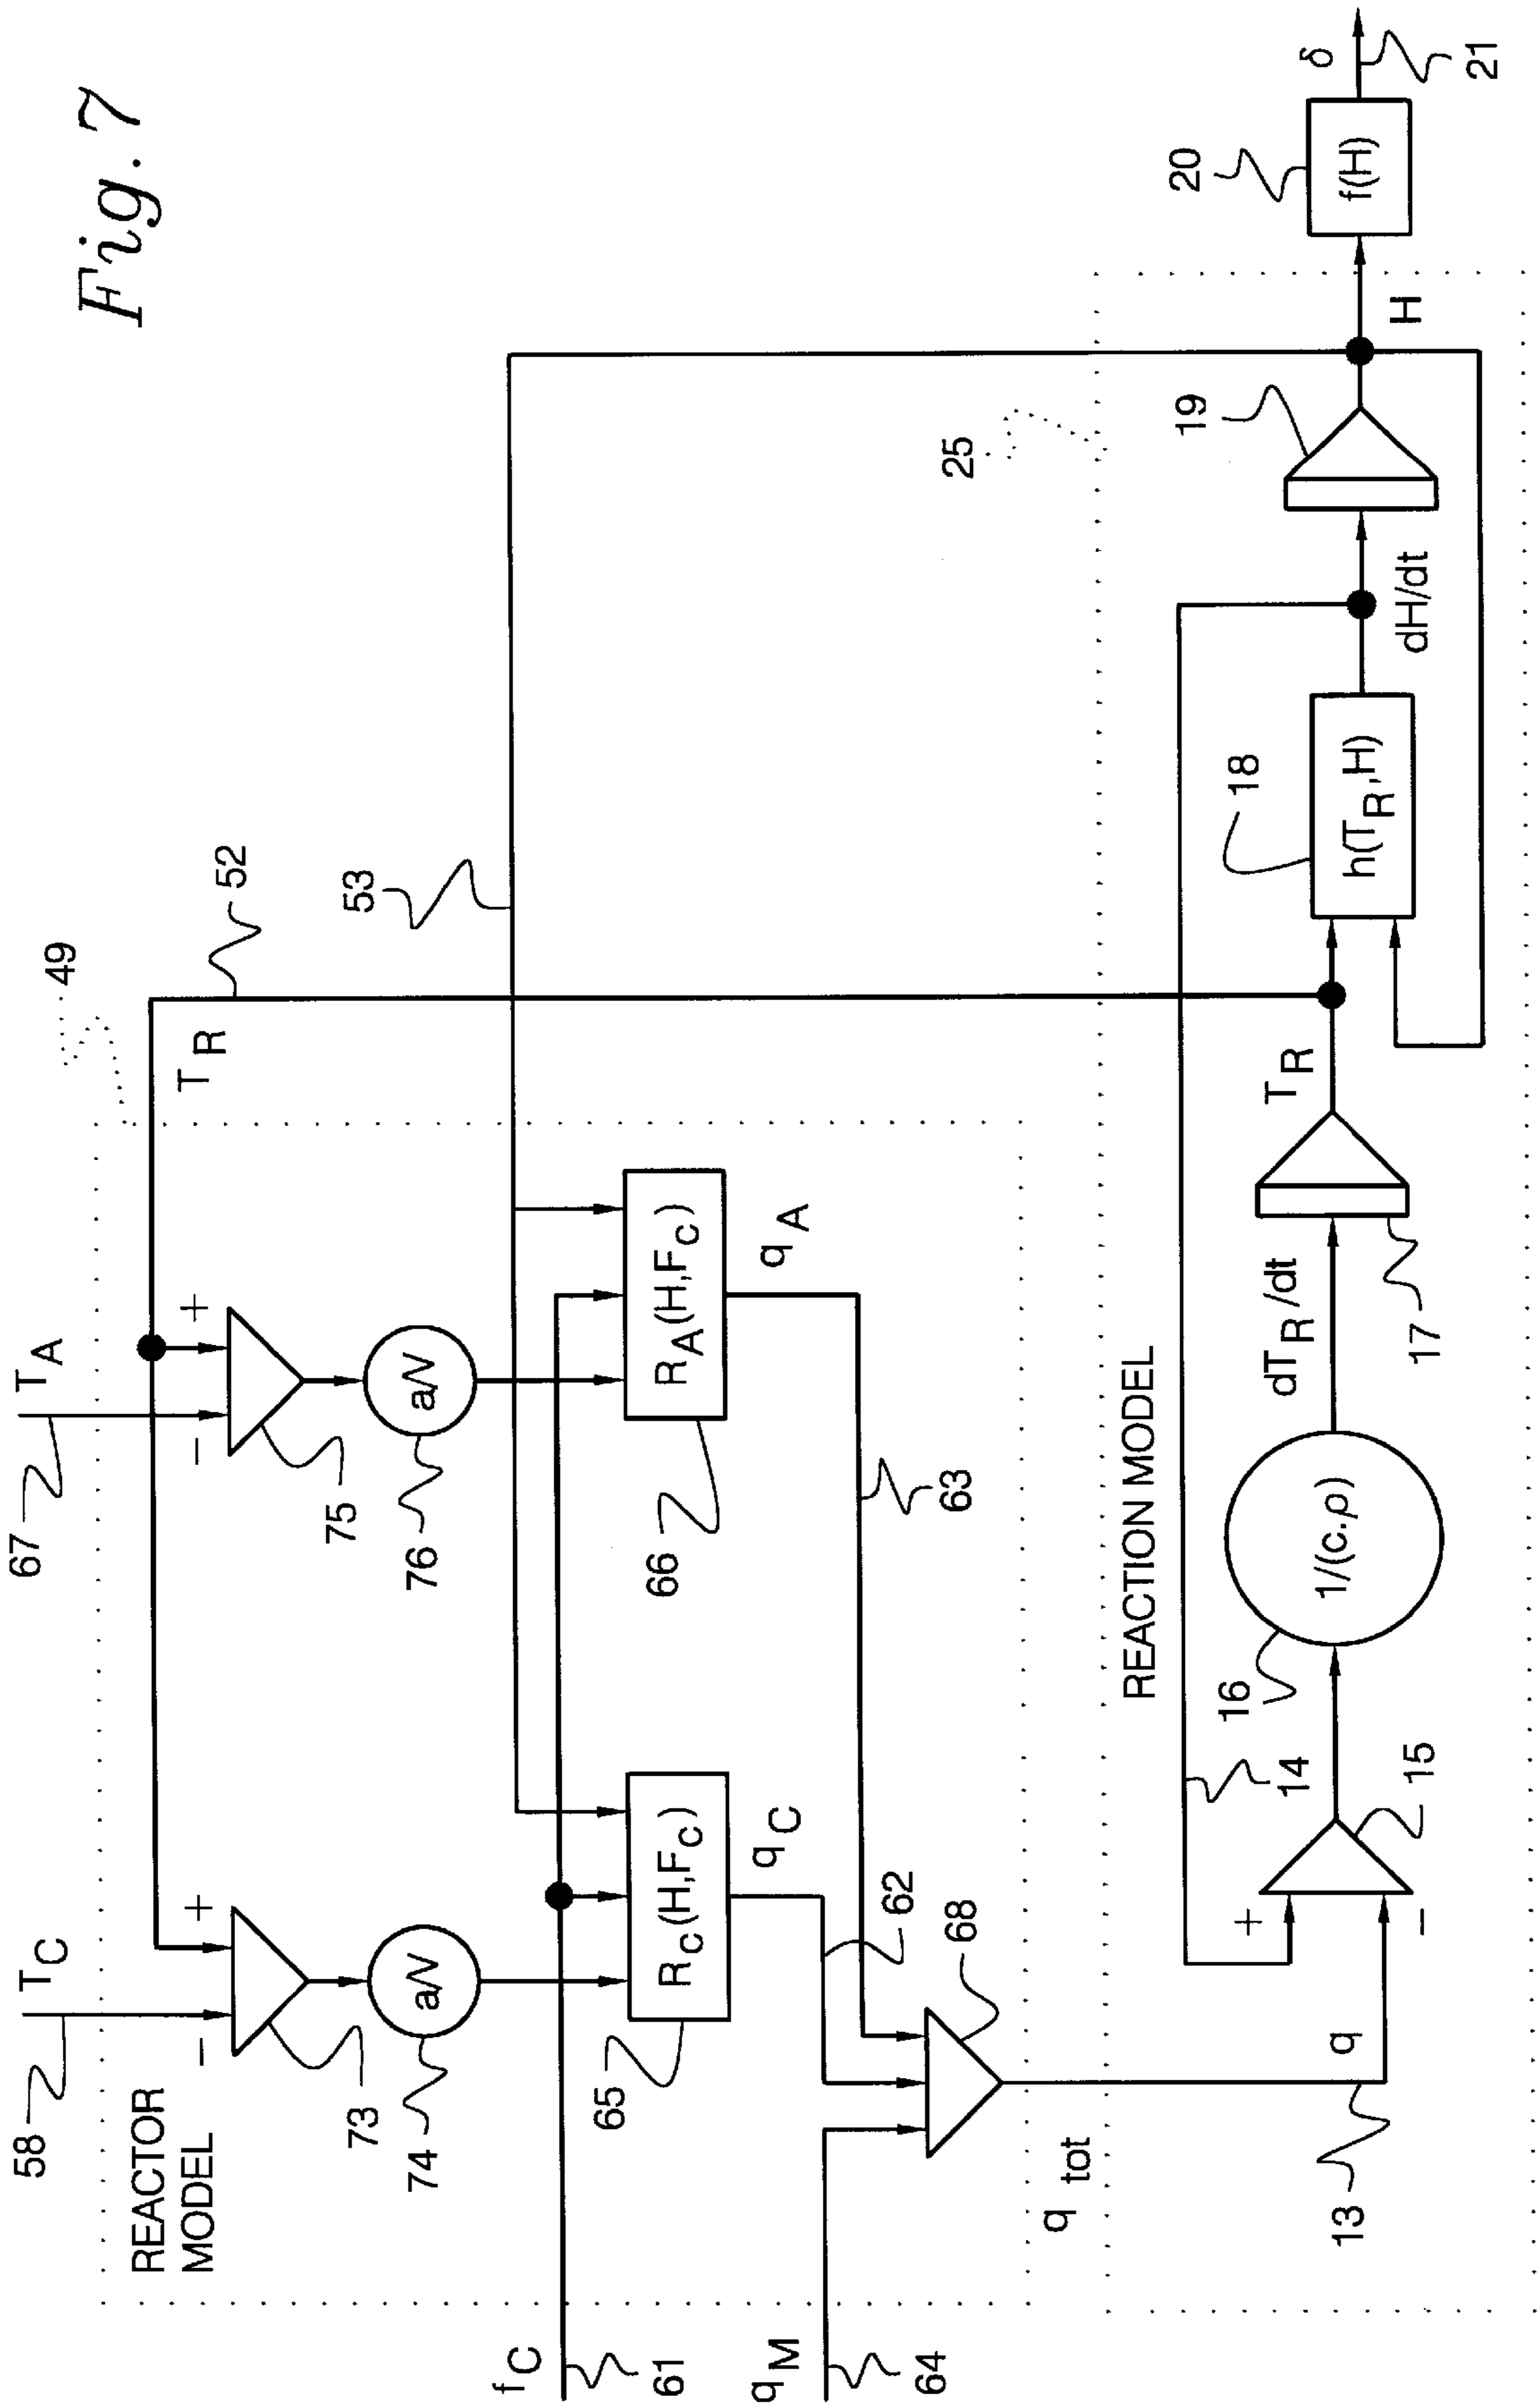 Fig. 7
67
T_A
58
T_C
49
52
T_R
REACTOR
MODEL
−
+
−
+
73
75
74
a/V
76
a/V
53
f_C
61
65
R_C(H,F_C)
66
R_A(H,F_C)
q_C
q_A
q_M
64
62
63
68
q_tot
25
REACTION MODEL
14
13
q
+
−
15
16
1/(c.ρ)
dT_R/dt
17
T_R
18
h(T_R,H)
dH/dt
19
H
20
f(H)
δ
21